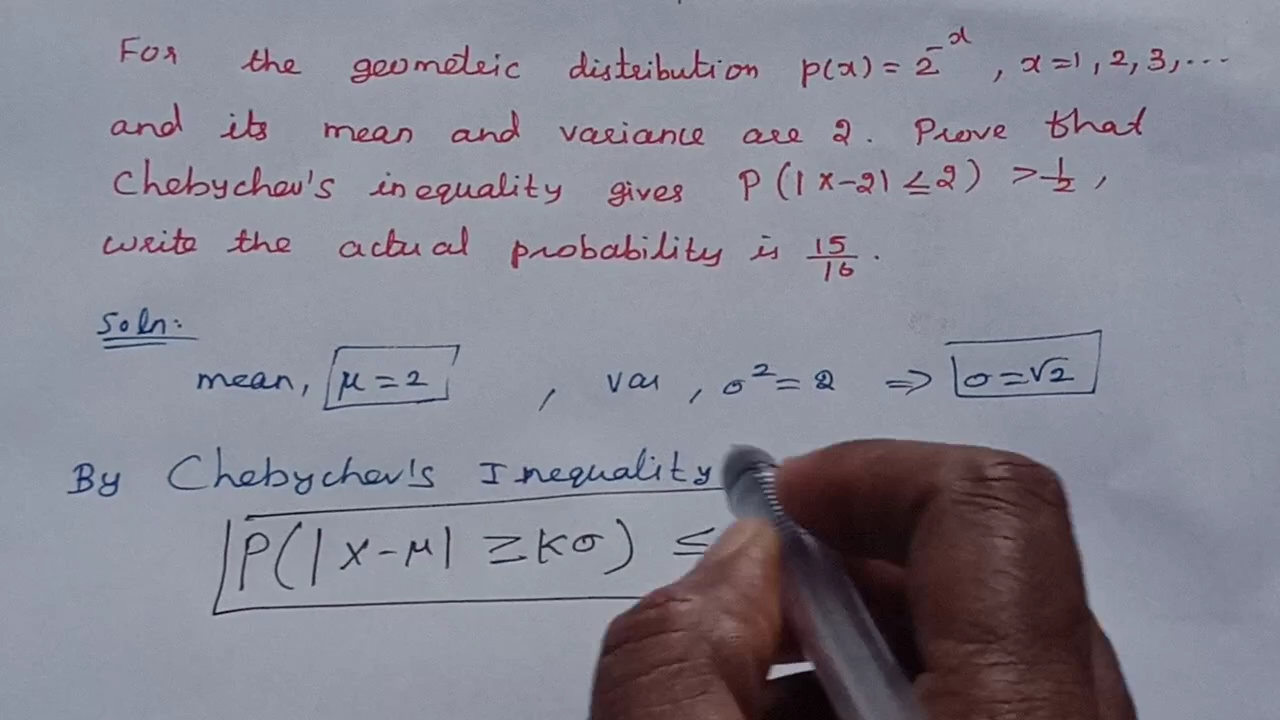 For the geometric distribution p(x) = 2^-x , x = 1, 2, 3, ...
and its mean and variance are 2. Prove that
Chebychev's inequality gives P(|x-2| ≤ 2) > 1/2 ,
write the actual probability is 15/16 .
Soln:
mean, μ = 2 , var , σ² = 2 ⇒ σ = √2
By Chebychev's Inequality
P(|x-μ| ≥ kσ) ≤